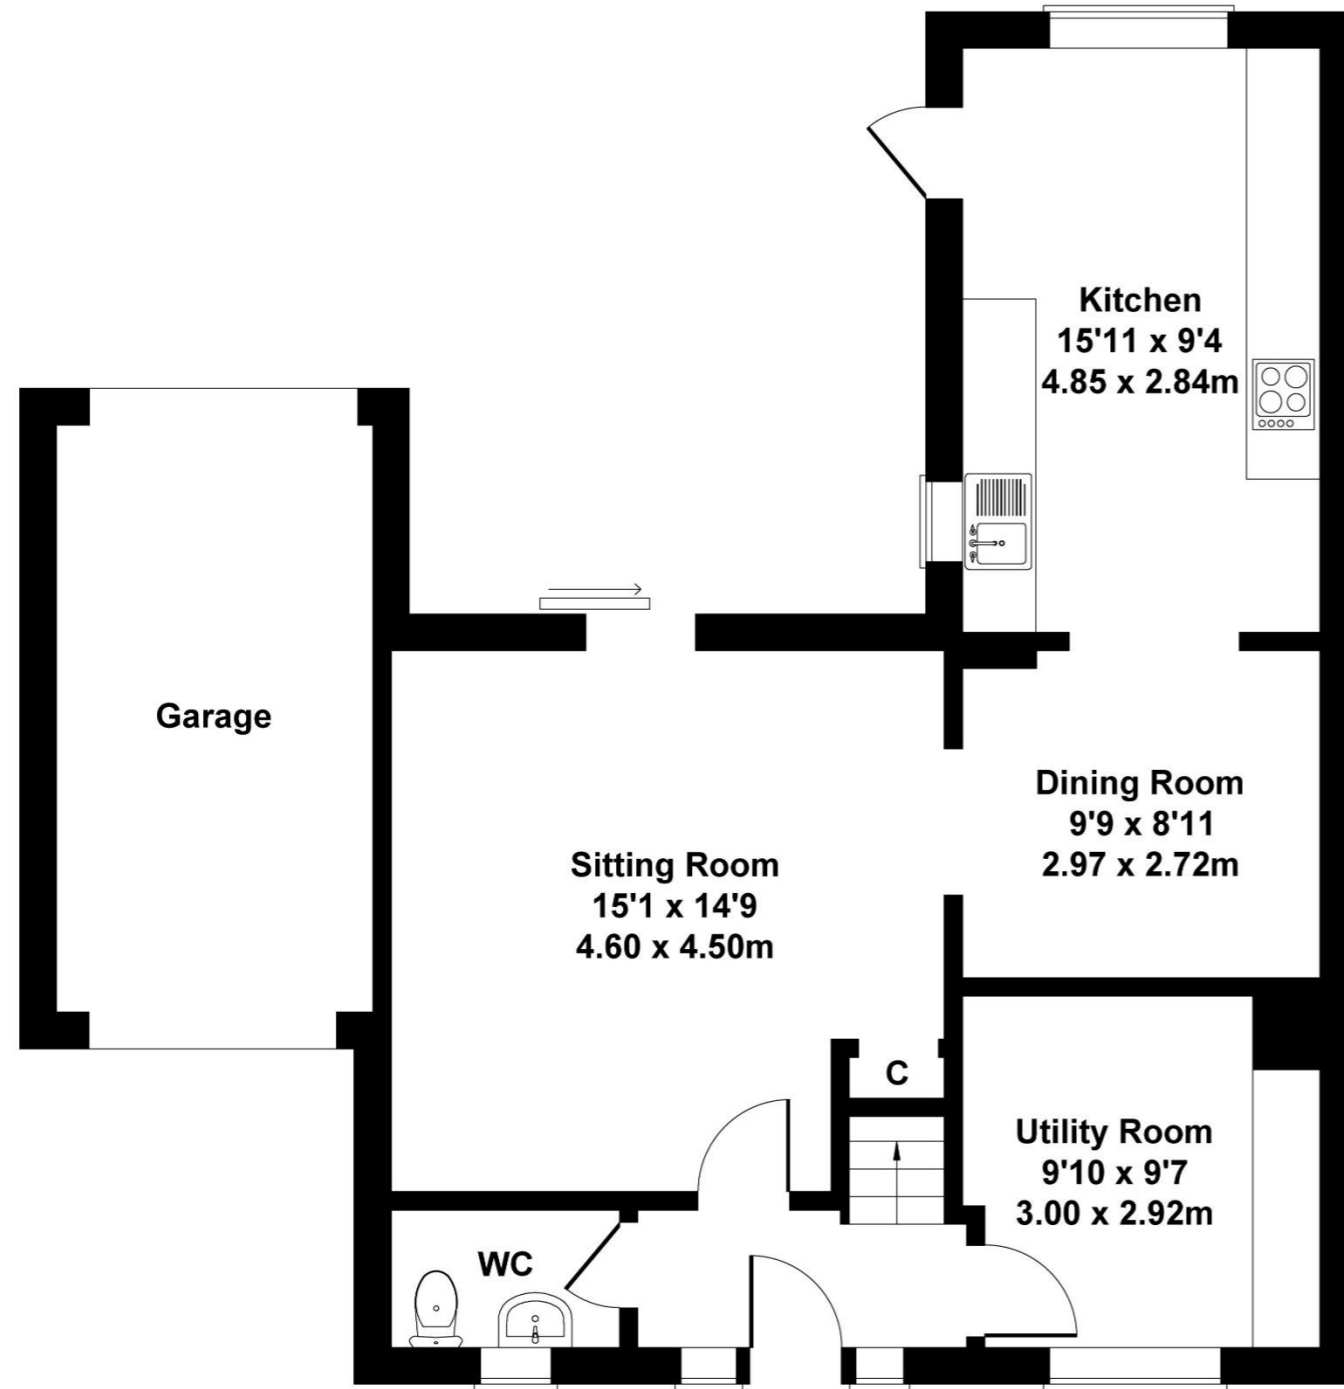 Kitchen
15'11 x 9'4
4.85 x 2.84m
Garage
Dining Room
9'9 x 8'11
2.97 x 2.72m
Sitting Room
15'1 x 14'9
4.60 x 4.50m
C
Utility Room
9'10 x 9'7
3.00 x 2.92m
WC